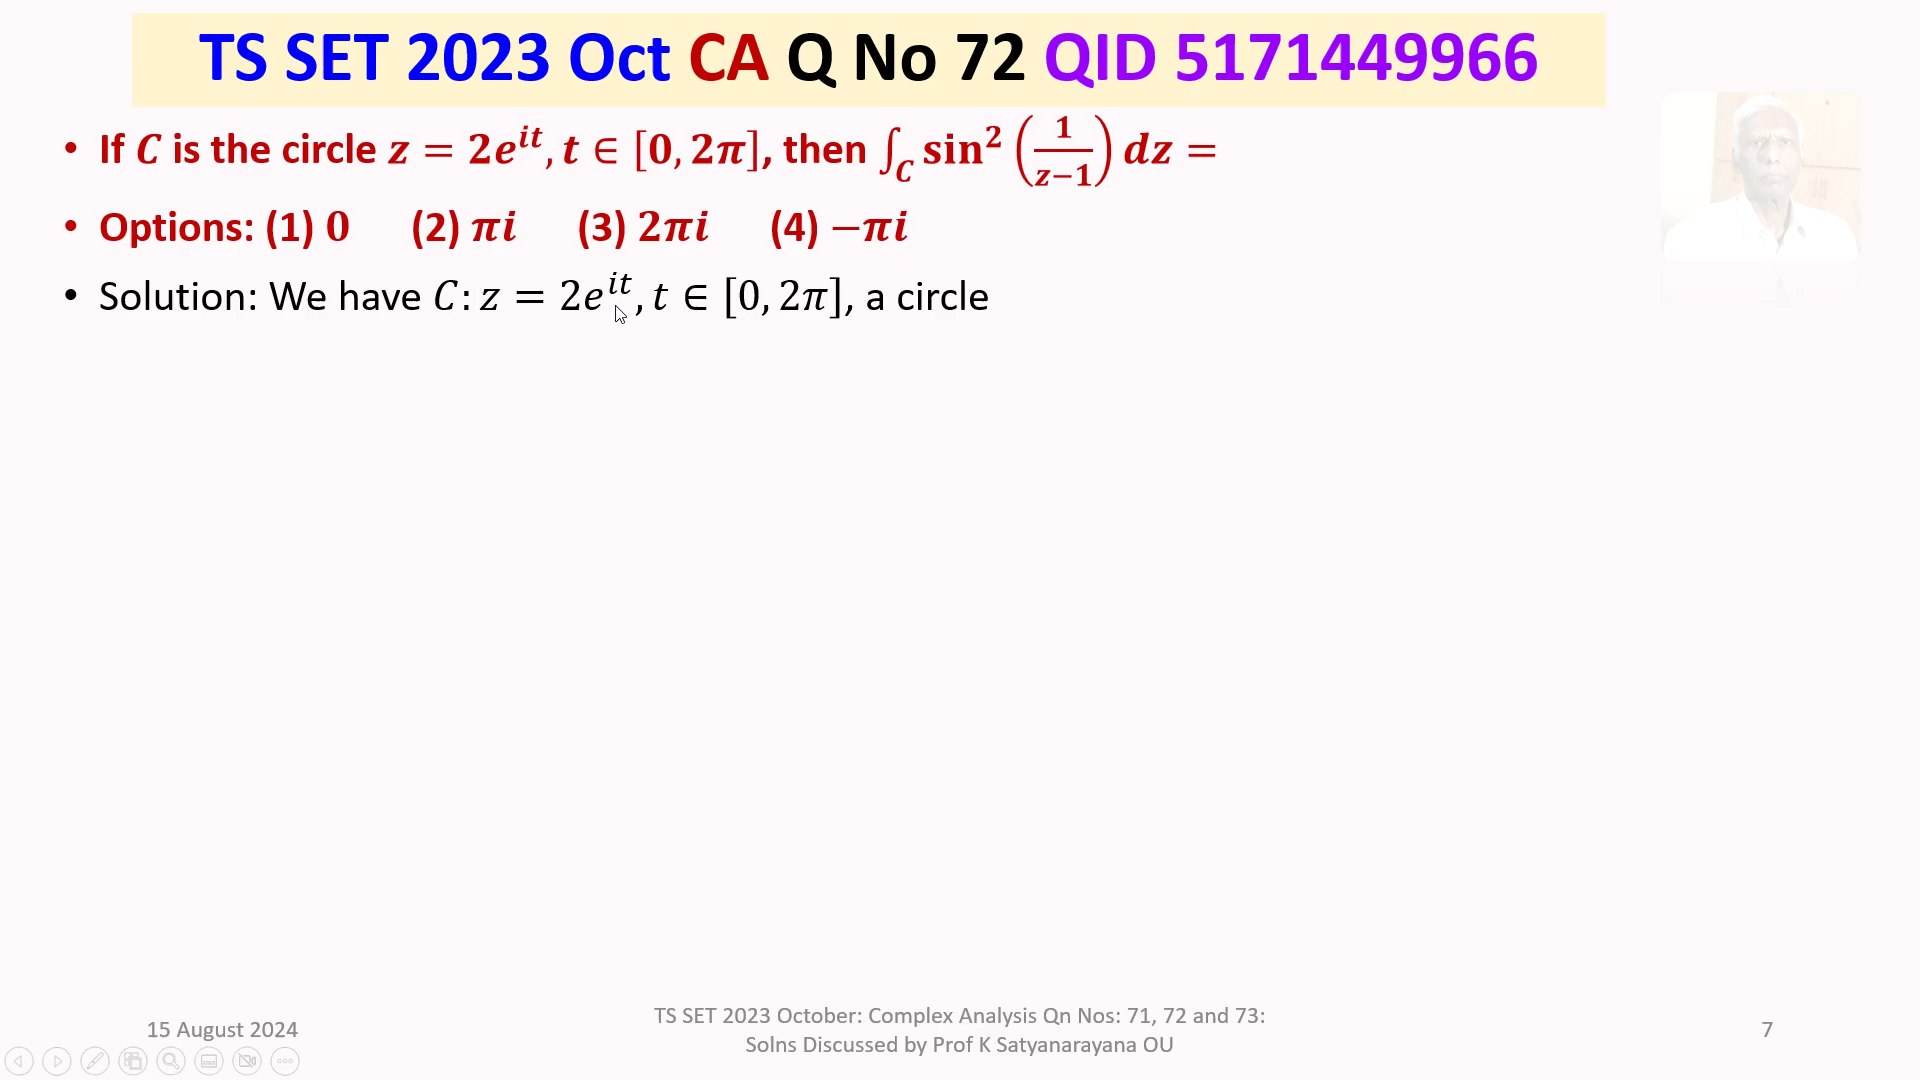 TS SET 2023 Oct CA Q No 72 QID 5171449966
• If C is the circle z = 2e^{it}, t ∈ [0, 2π], then ∫_C sin²(1/(z−1)) dz =
• Options: (1) 0 (2) πi (3) 2πi (4) −πi
• Solution: We have C: z = 2e^{it}, t ∈ [0, 2π], a circle
15 August 2024
TS SET 2023 October: Complex Analysis Qn Nos: 71, 72 and 73:
Solns Discussed by Prof K Satyanarayana OU
7